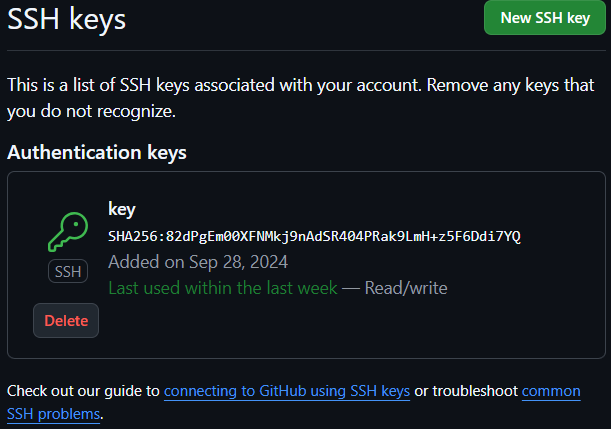 SSH keys
New SSH key
This is a list of SSH keys associated with your account. Remove any keys that
you do not recognize.
Authentication keys
key
SHA256:82dPgEm00XFNMkj9nAdSR404PRak9LmH+z5F6Ddi7YQ
SSH
Added on Sep 28, 2024
Last used within the last week — Read/write
Delete
Check out our guide to connecting to GitHub using SSH keys or troubleshoot common
SSH problems.